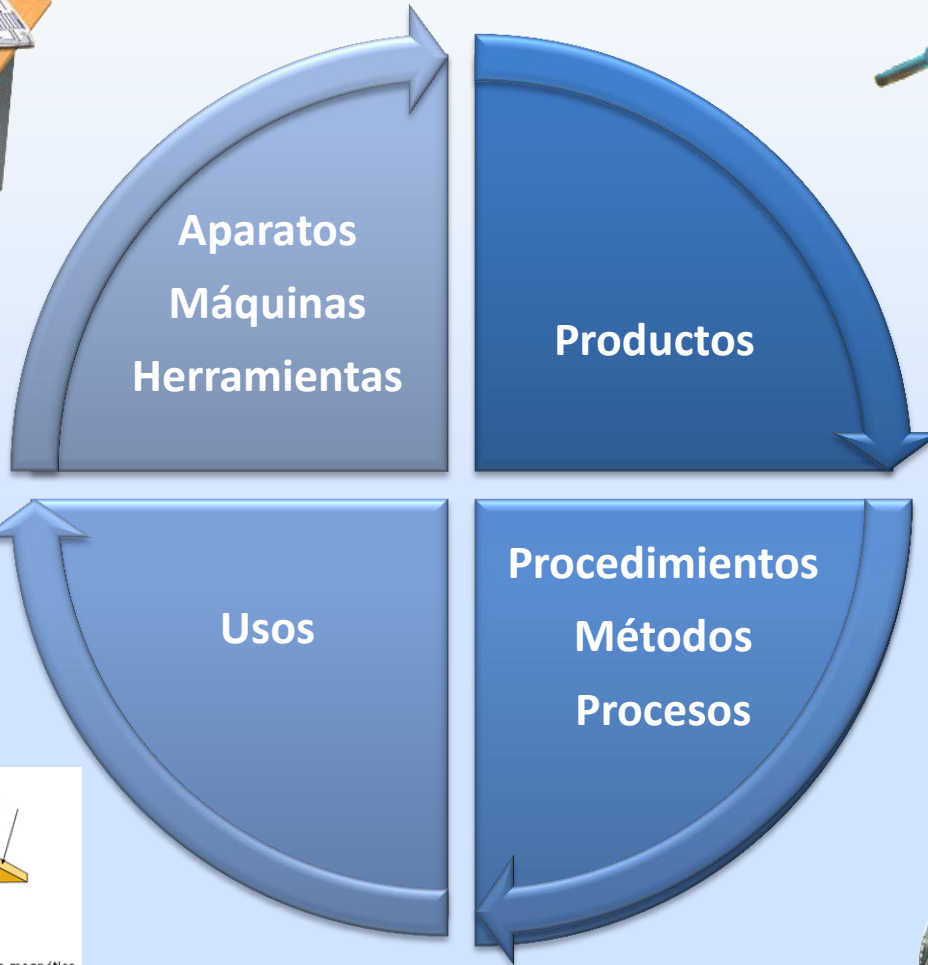 Aparatos
Máquinas
Herramientas
Productos
Usos
Procedimientos
Métodos
Procesos